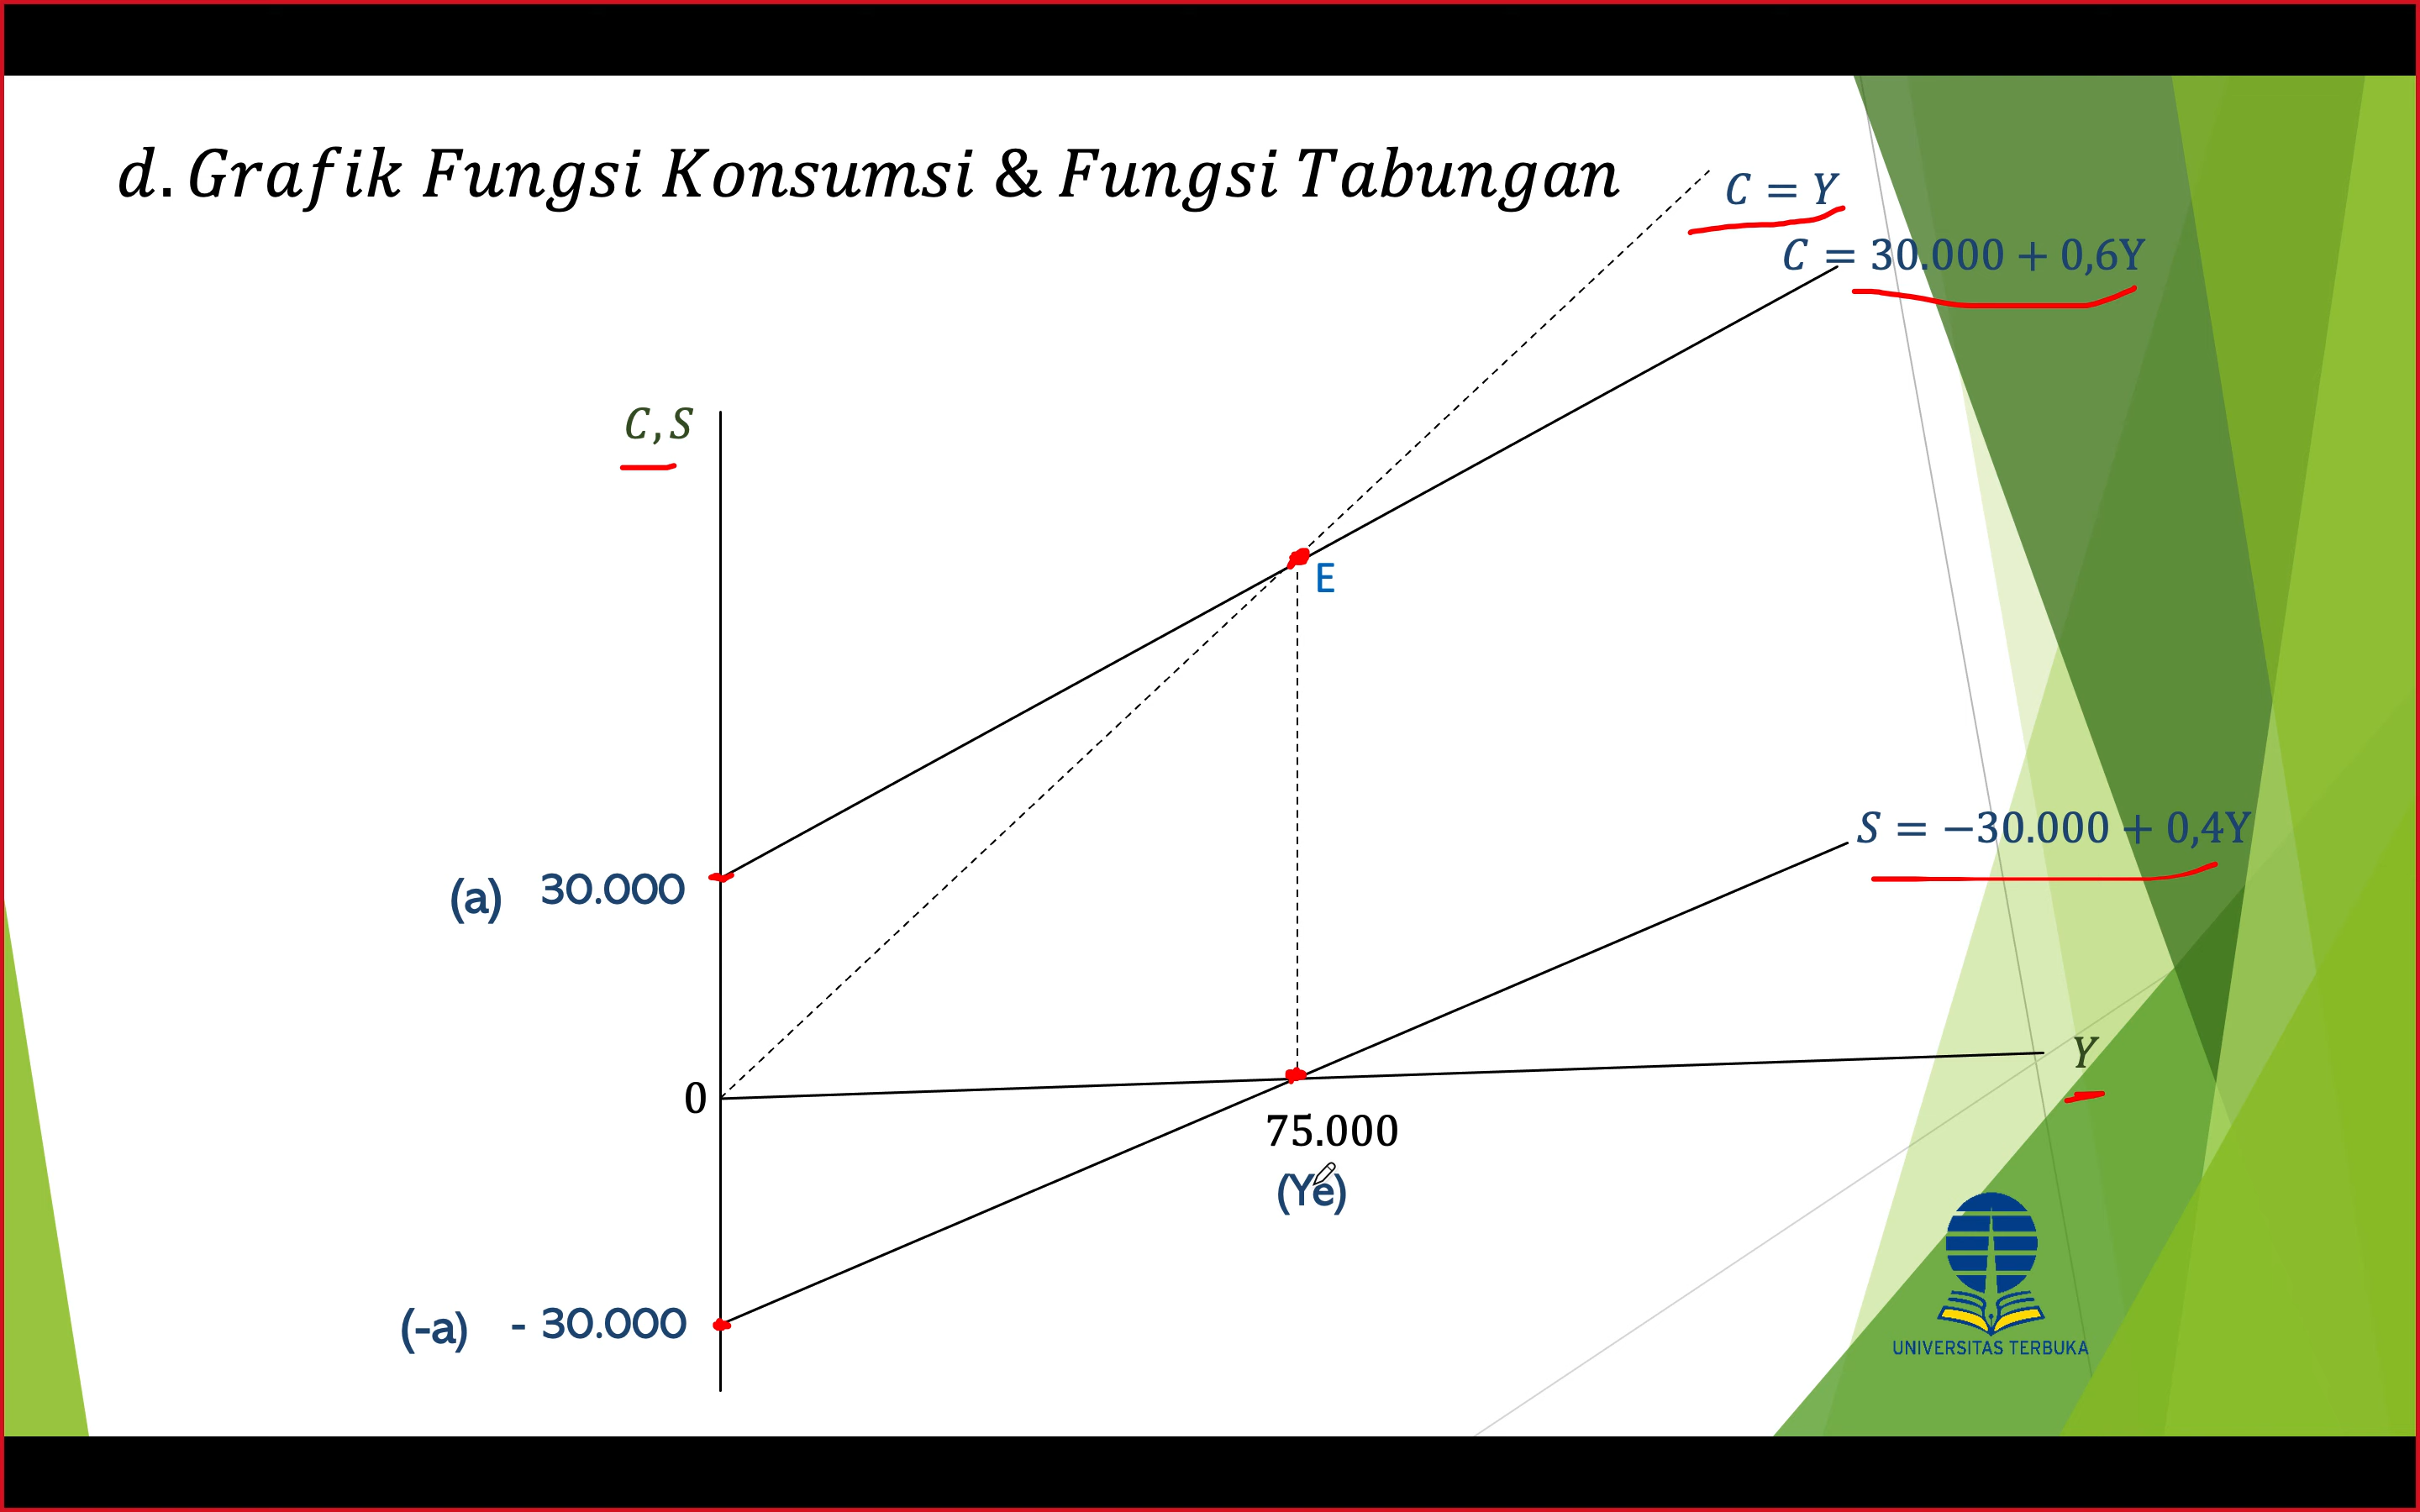 d. Grafik Fungsi Konsumsi & Fungsi Tabungan
C = Y
C = 30.000 + 0,6Y
C, S
E
S = −30.000 + 0,4Y
(a) 30.000
Y
0
75.000
(Ye)
(-a) - 30.000
UNIVERSITAS TERBUKA